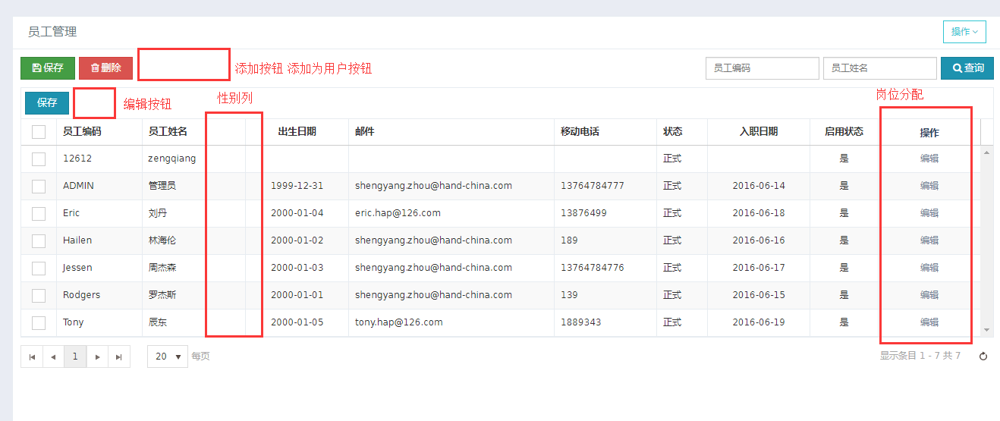 员工管理 操作
保存 删除 添加按钮 添加为用户按钮 员工编码 员工姓名 查询
保存 编辑按钮 性别列 岗位分配
员工编码 员工姓名 出生日期 邮件 移动电话 状态 入职日期 启用状态 操作
12612 zengqiang 正式 是 编辑
ADMIN 管理员 1999-12-31 shengyang.zhou@hand-china.com 13764784777 正式 2016-06-14 是 编辑
Eric 刘丹 2000-01-04 eric.hap@126.com 13876499 正式 2016-06-18 是 编辑
Hailen 林海伦 2000-01-02 shengyang.zhou@hand-china.com 189 正式 2016-06-16 是 编辑
Jessen 周杰森 2000-01-03 shengyang.zhou@hand-china.com 13764784776 正式 2016-06-17 是 编辑
Rodgers 罗杰斯 2000-01-01 shengyang.zhou@hand-china.com 139 正式 2016-06-15 是 编辑
Tony 辰东 2000-01-05 tony.hap@126.com 1889343 正式 2016-06-19 是 编辑
1 20 每页 显示条目 1 - 7 共 7